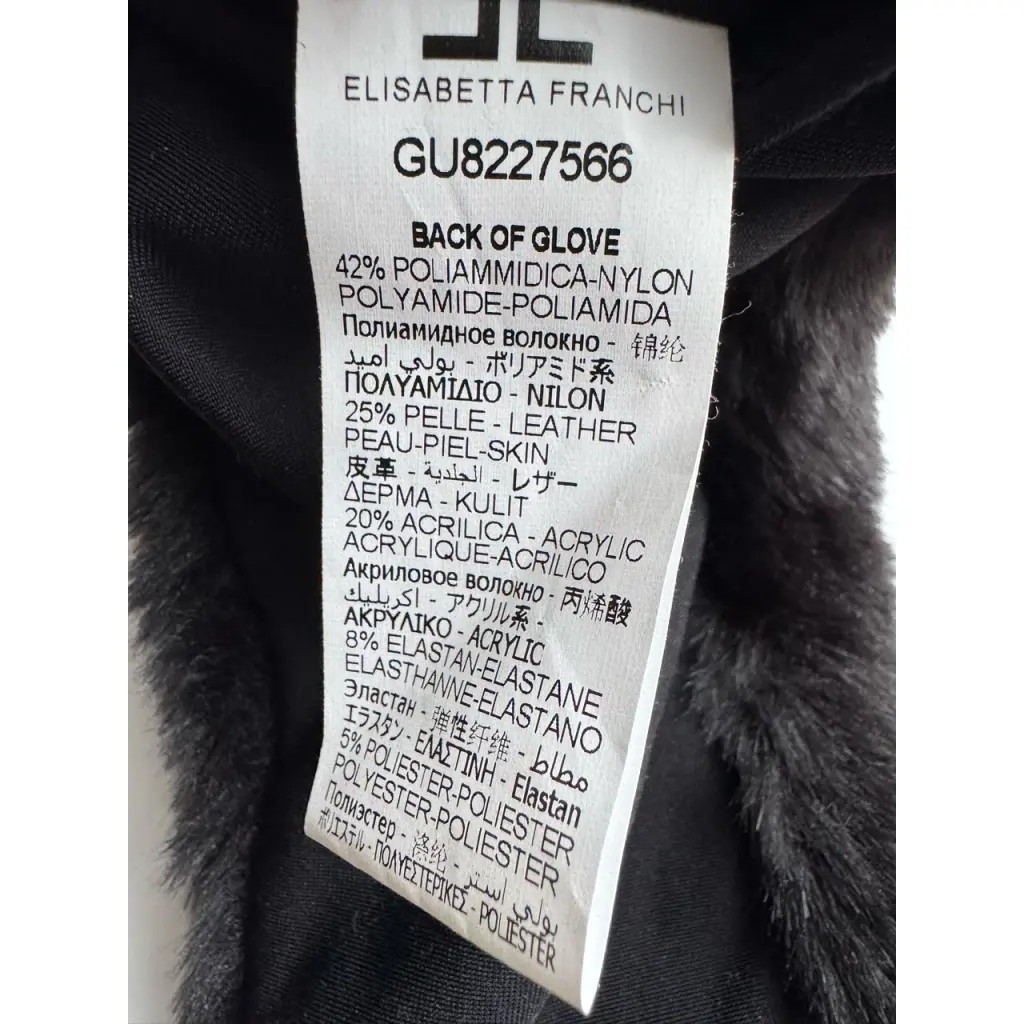 ELISABETTA FRANCHI
GU8227566
BACK OF GLOVE
42% POLIAMMIDICA-NYLON
POLYAMIDE-POLIAMIDA
Полиамидное волокно - 锦纶
بولي اميد - ポリアミド系
ΠΟΛΥΑΜΙΔΙΟ - NILON
25% PELLE - LEATHER
PEAU-PIEL-SKIN
皮革 - الجلدية - レザー
ΔΕΡΜΑ - KULIT
20% ACRILICA - ACRYLIC
ACRYLIQUE-ACRILICO
Акриловое волокно - 丙烯酸
اكريليك - アクリル系 -
ΑΚΡΥΛΙΚΟ - ACRYLIC
8% ELASTAN-ELASTANE
ELASTHANNE-ELASTANO
Эластан - 弹性纤维 - مطاط
エラスタン - ΕΛΑΣΤΙΝΗ - Elastan
5% POLIESTER-POLIESTER
POLYESTER-POLIESTER
Полиэстер - 涤纶 - بولي استر
ポリエステル - ΠΟΛΥΕΣΤΕΡΙΚΕΣ - POLIESTER